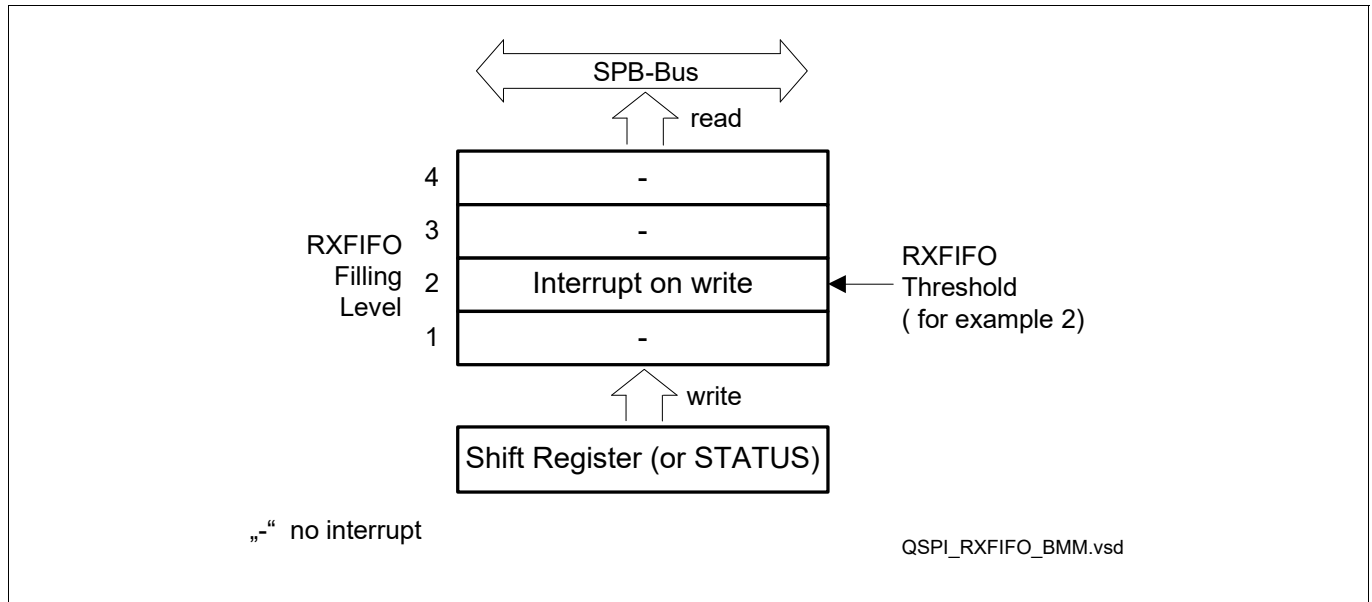 SPB-Bus
read
4
-
3
-
RXFIFO
Filling
Level
2
Interrupt on write
RXFIFO
Threshold
( for example 2)
1
-
write
Shift Register (or STATUS)
„-“ no interrupt
QSPI_RXFIFO_BMM.vsd